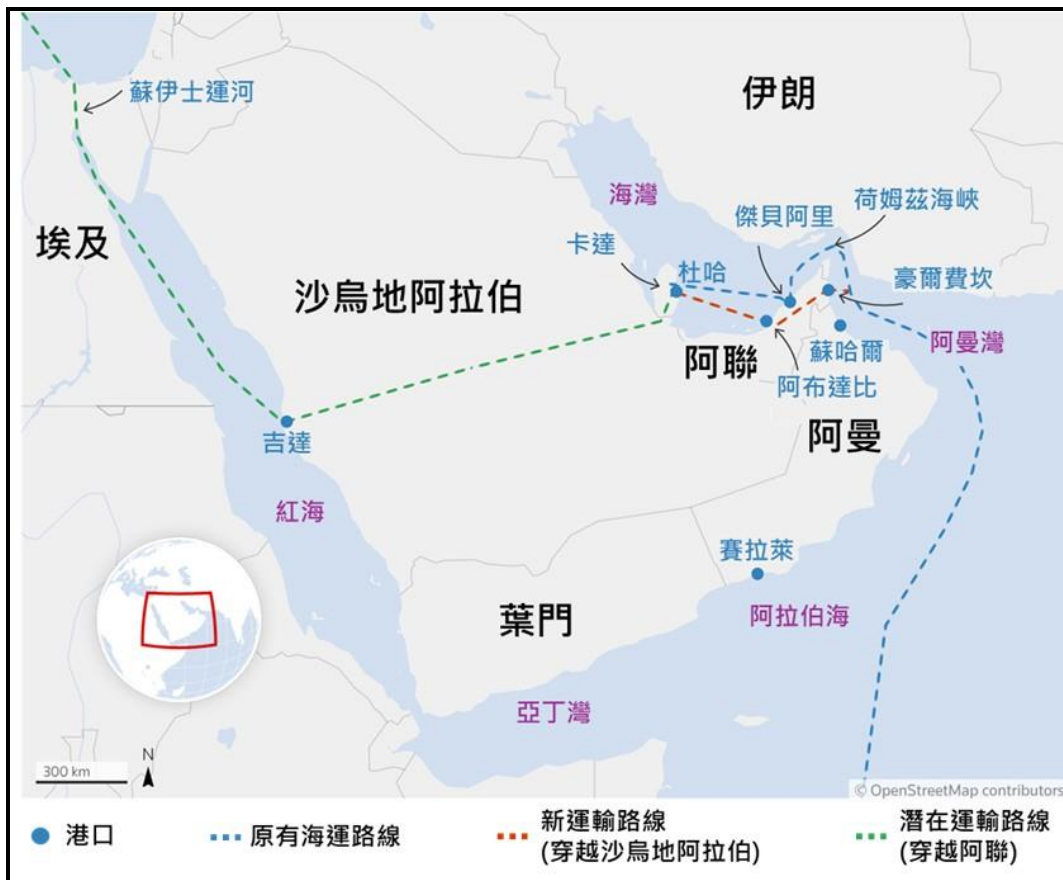 蘇伊士運河
伊朗
荷姆茲海峽
海灣
傑貝阿里
埃及
卡達
杜哈
沙烏地阿拉伯
豪爾費坎
阿聯
蘇哈爾
阿曼灣
阿布達比
阿曼
吉達
紅海
賽拉萊
葉門
阿拉伯海
亞丁灣
300 km
N
© OpenStreetMap contributors
港口
原有海運路線
新運輸路線
(穿越沙烏地阿拉伯)
潛在運輸路線
(穿越阿聯)